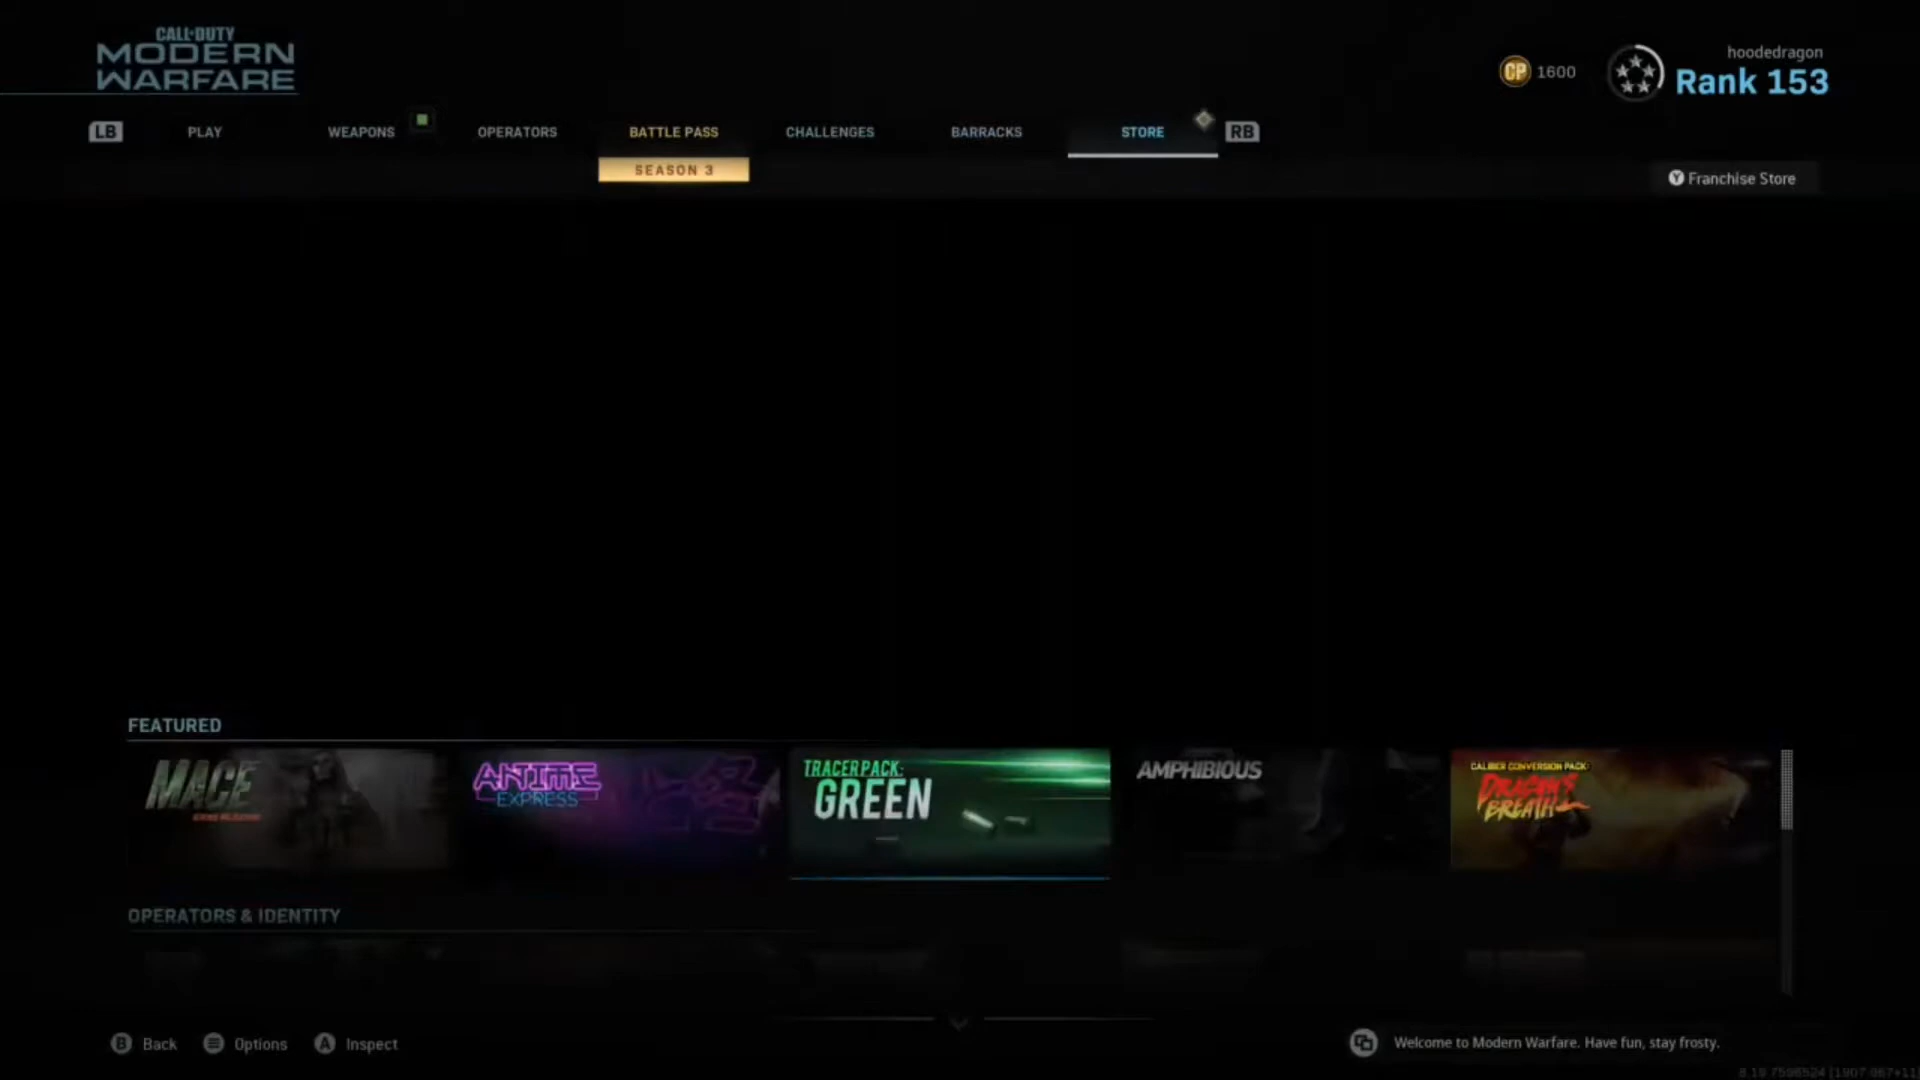 CALL·DUTY
MODERN
WARFARE
CP 1600
hoodedragon
Rank 153
LB PLAY WEAPONS OPERATORS BATTLE PASS CHALLENGES BARRACKS STORE RB
SEASON 3
Y Franchise Store
FEATURED
MACE
ANIME
EXPRESS
TRACER PACK:
GREEN
AMPHIBIOUS
CALIBER CONVERSION PACK:
DRAGON'S
BREATH
OPERATORS & IDENTITY
B Back Options A Inspect
Welcome to Modern Warfare. Have fun, stay frosty.